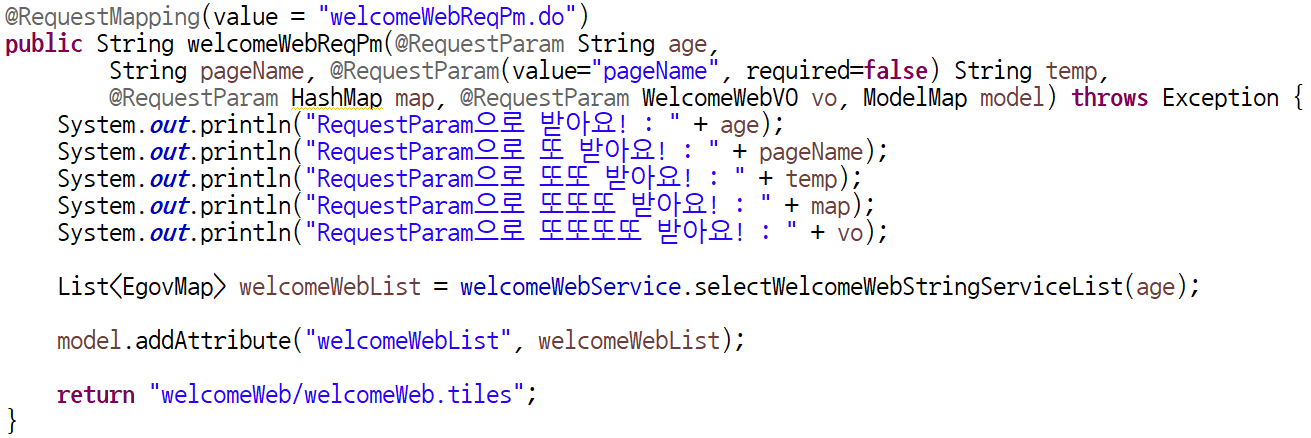 @RequestMapping(value = "welcomeWebReqPm.do")
public String welcomeWebReqPm(@RequestParam String age,
        String pageName, @RequestParam(value="pageName", required=false) String temp,
        @RequestParam HashMap map, @RequestParam WelcomeWebVO vo, ModelMap model) throws Exception {
    System.out.println("RequestParam으로 받아요! : " + age);
    System.out.println("RequestParam으로 또 받아요! : " + pageName);
    System.out.println("RequestParam으로 또또 받아요! : " + temp);
    System.out.println("RequestParam으로 또또또 받아요! : " + map);
    System.out.println("RequestParam으로 또또또또 받아요! : " + vo);
    List<EgovMap> welcomeWebList = welcomeWebService.selectWelcomeWebStringServiceList(age);
    model.addAttribute("welcomeWebList", welcomeWebList);
    return "welcomeWeb/welcomeWeb.tiles";
}